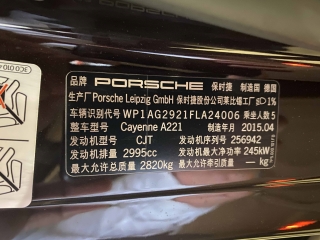 品牌 PORSCHE 保时捷 制造国 德国
生产厂 Porsche Leipzig GmbH 保时捷股份公司莱比锡工厂 1%
车辆识别代号 WP1AG2921FLA24006 乘坐人数 5
整车型号 Cayenne A221 制造年月 2015.04
发动机型号 CJT 发动机序列号 256942
发动机排量 2995cc 发动机最大净功率 245kW
最大允许总质量 2820kg 最大允许牵引质量 — kg